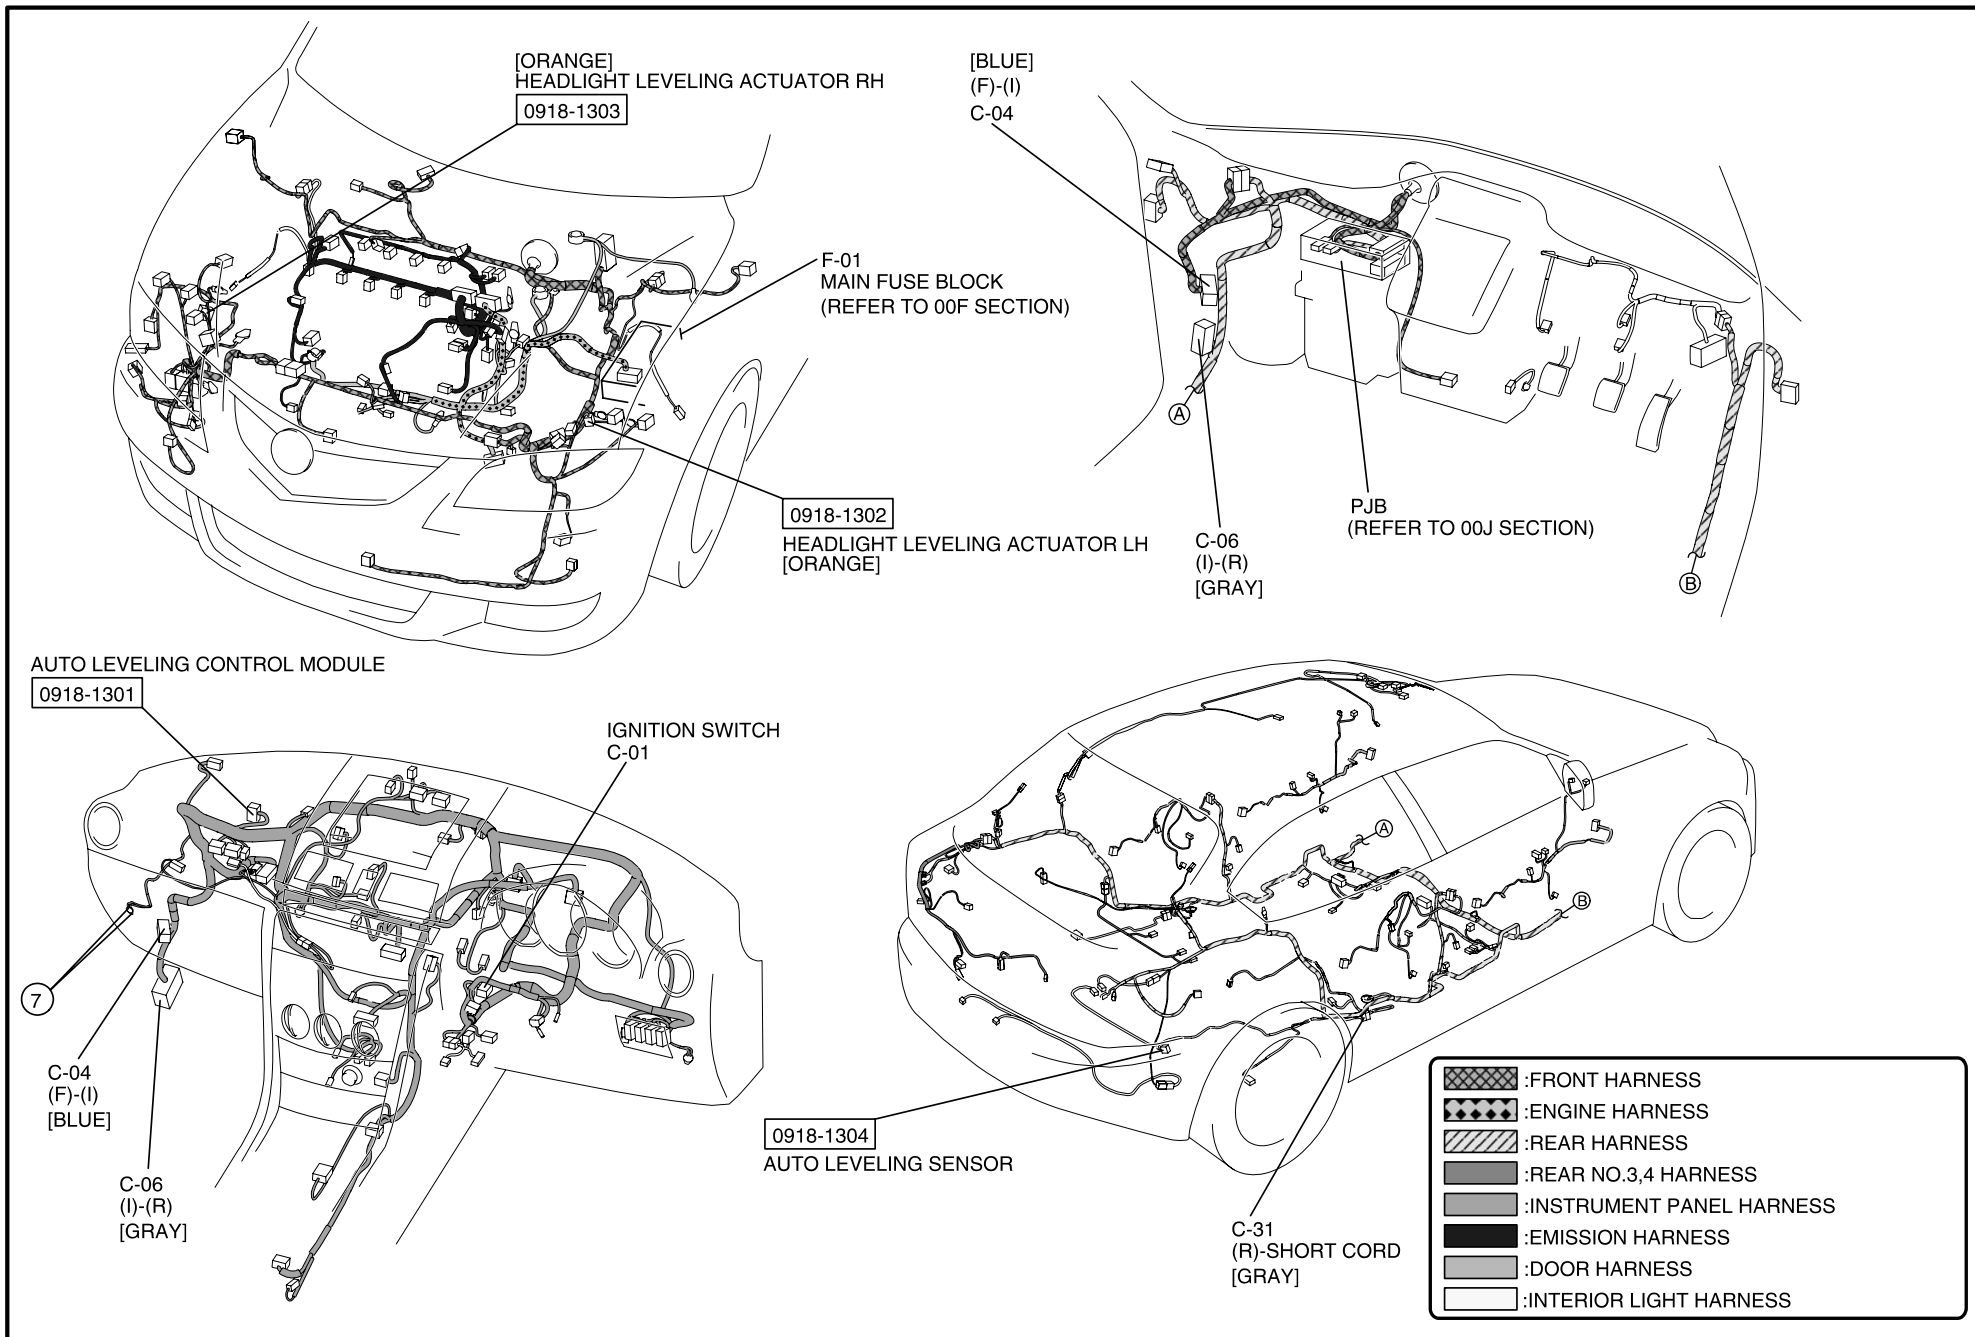 [ORANGE]
HEADLIGHT LEVELING ACTUATOR RH
0918-1303
F-01
MAIN FUSE BLOCK
(REFER TO 00F SECTION)
0918-1302
HEADLIGHT LEVELING ACTUATOR LH
[ORANGE]
[BLUE]
(F)-(I)
C-04
A
C-06
(I)-(R)
[GRAY]
PJB
(REFER TO 00J SECTION)
B
AUTO LEVELING CONTROL MODULE
0918-1301
IGNITION SWITCH
C-01
7
C-04
(F)-(I)
[BLUE]
C-06
(I)-(R)
[GRAY]
A
B
0918-1304
AUTO LEVELING SENSOR
C-31
(R)-SHORT CORD
[GRAY]
:FRONT HARNESS
:ENGINE HARNESS
:REAR HARNESS
:REAR NO.3,4 HARNESS
:INSTRUMENT PANEL HARNESS
:EMISSION HARNESS
:DOOR HARNESS
:INTERIOR LIGHT HARNESS